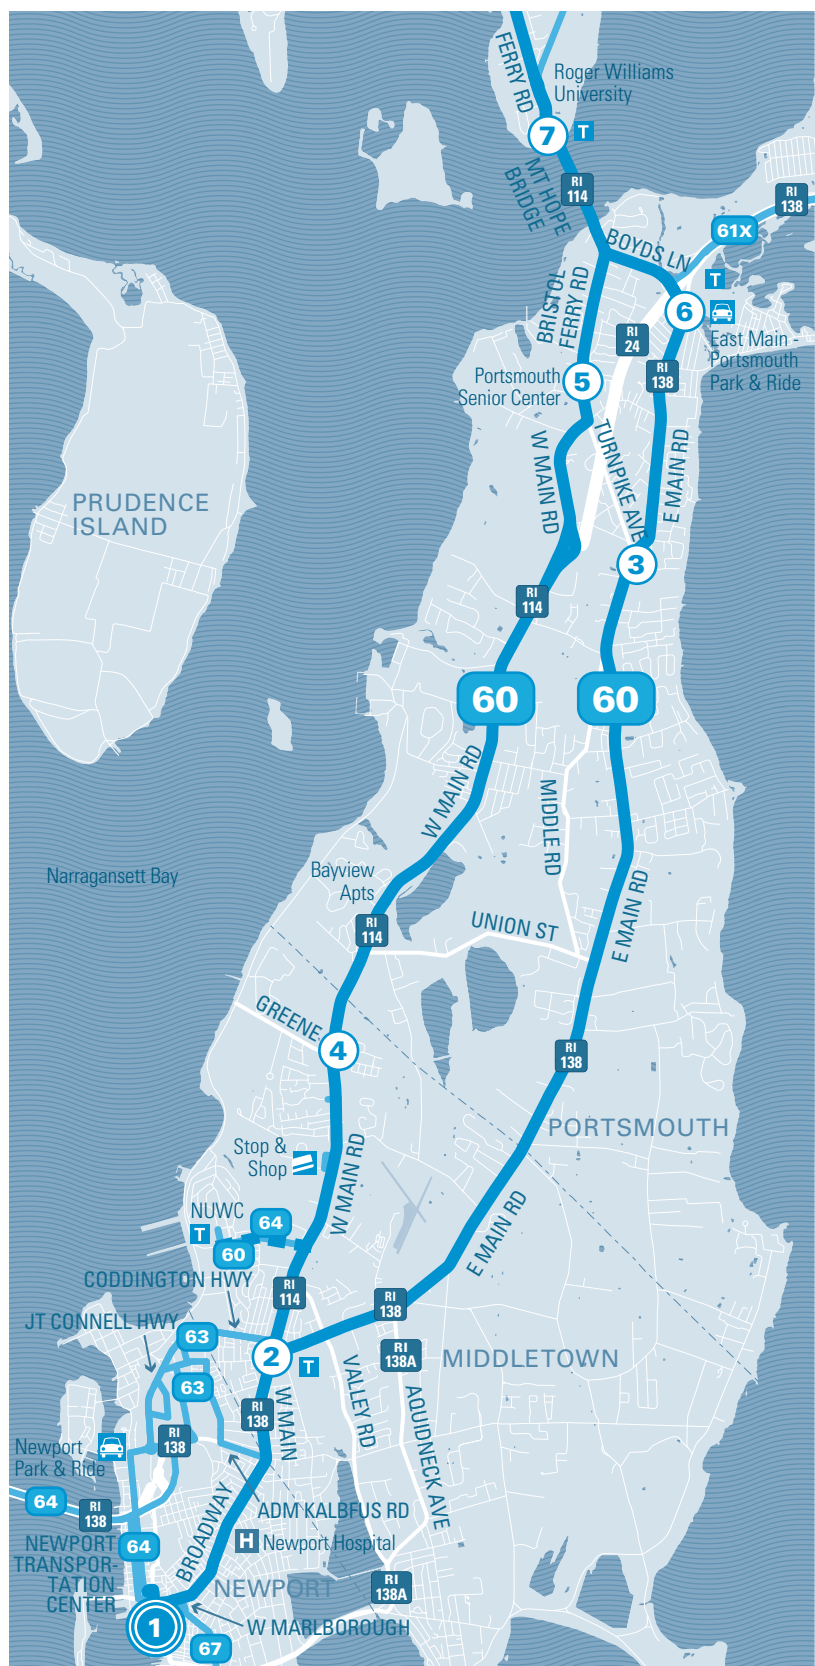 FERRY RD
Roger Williams
University
7
T
MT HOPE
BRIDGE
RI
114
RI
138
61X
BOYDS LN
T
BRISTOL
FERRY RD
6
RI
24
East Main -
Portsmouth
Park & Ride
RI
138
Portsmouth
Senior Center
5
W MAIN RD
TURNPIKE AVE
E MAIN RD
PRUDENCE
ISLAND
3
RI
114
60
60
W MAIN RD
MIDDLE RD
Narragansett Bay
Bayview
Apts
E MAIN RD
RI
114
UNION ST
GREENE
4
RI
138
PORTSMOUTH
Stop &
Shop
W MAIN RD
NUWC
T
64
60
E MAIN RD
CODDINGTON HWY
RI
114
RI
138
JT CONNELL HWY
63
2
T
RI
138A
MIDDLETOWN
63
VALLEY RD
W MAIN
RI
138
AQUIDNECK AVE
RI
138
Newport
Park & Ride
64
RI
138
ADM KALBFUS RD
BROADWAY
H
Newport Hospital
NEWPORT
TRANSPOR-
TATION
CENTER
64
NEWPORT
RI
138A
1
W MARLBOROUGH
67